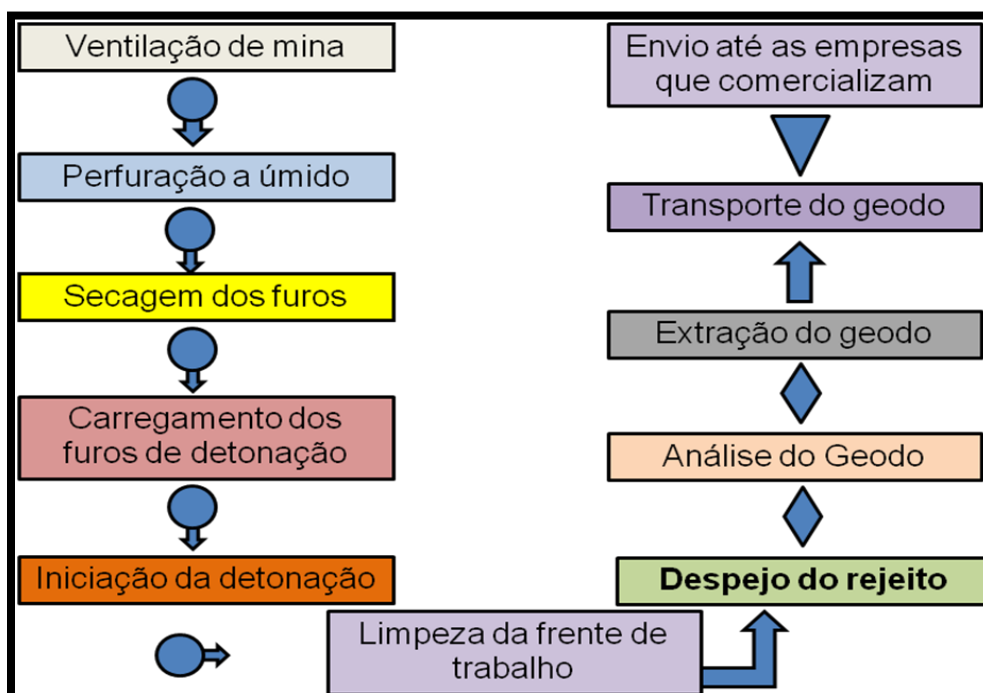 Ventilação de mina
Perfuração a úmido
Secagem dos furos
Carregamento dos
furos de detonação
Iniciação da detonação
Limpeza da frente de
trabalho
Despejo do rejeito
Análise do Geodo
Extração do geodo
Transporte do geodo
Envio até as empresas
que comercializam